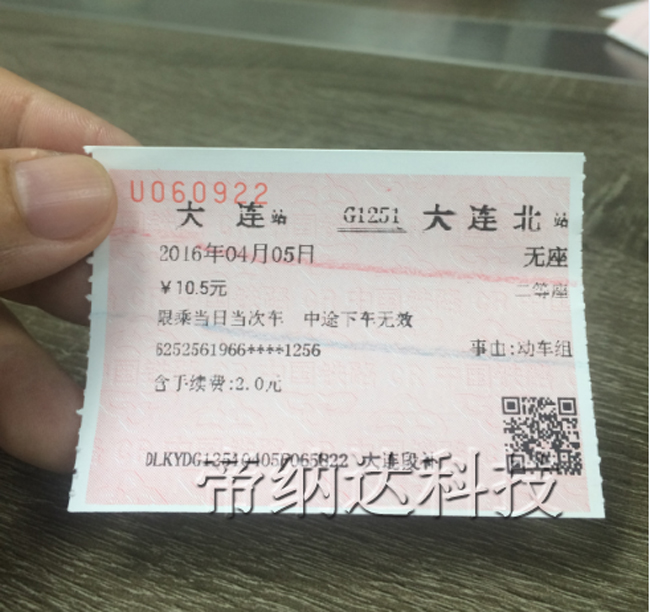 U060922
大 连站 G1251 大连北站
2016年04月05日 无座
￥10.5元 二等座
限乘当日当次车 中途下车无效
6252561966****1256 事由:动车组
含手续费:2.0元
大连段补
帝纳达科技